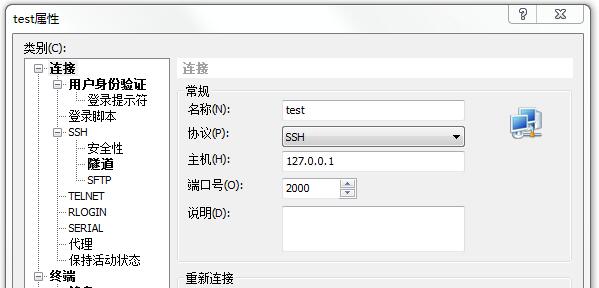 test属性
类别(C):
连接
用户身份验证
登录提示符
登录脚本
SSH
安全性
隧道
SFTP
TELNET
RLOGIN
SERIAL
代理
保持活动状态
终端
连接
常规
名称(N):
test
协议(P):
SSH
主机(H):
127.0.0.1
端口号(O):
2000
说明(D):
重新连接